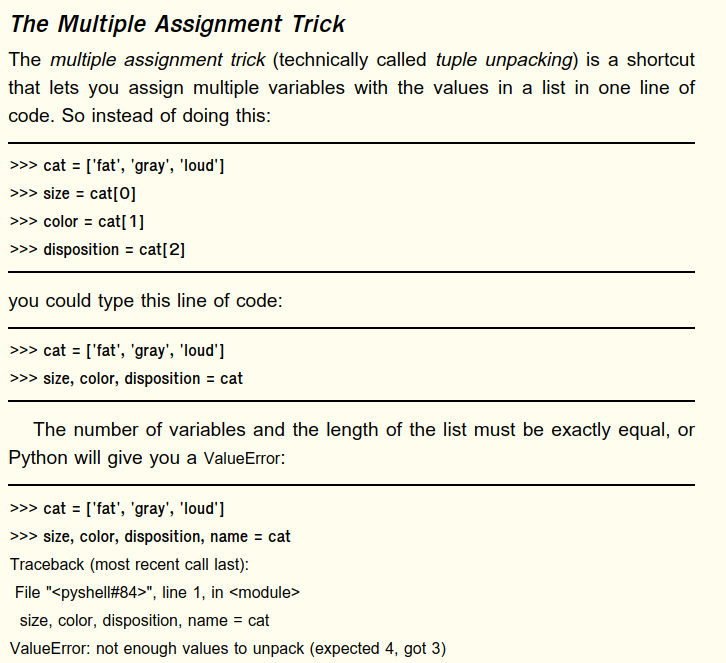 The Multiple Assignment Trick
The multiple assignment trick (technically called tuple unpacking) is a shortcut
that lets you assign multiple variables with the values in a list in one line of
code. So instead of doing this:
>>> cat = ['fat', 'gray', 'loud']
>>> size = cat[0]
>>> color = cat[1]
>>> disposition = cat[2]
you could type this line of code:
>>> cat = ['fat', 'gray', 'loud']
>>> size, color, disposition = cat
The number of variables and the length of the list must be exactly equal, or
Python will give you a ValueError:
>>> cat = ['fat', 'gray', 'loud']
>>> size, color, disposition, name = cat
Traceback (most recent call last):
File "<pyshell#84>", line 1, in <module>
size, color, disposition, name = cat
ValueError: not enough values to unpack (expected 4, got 3)